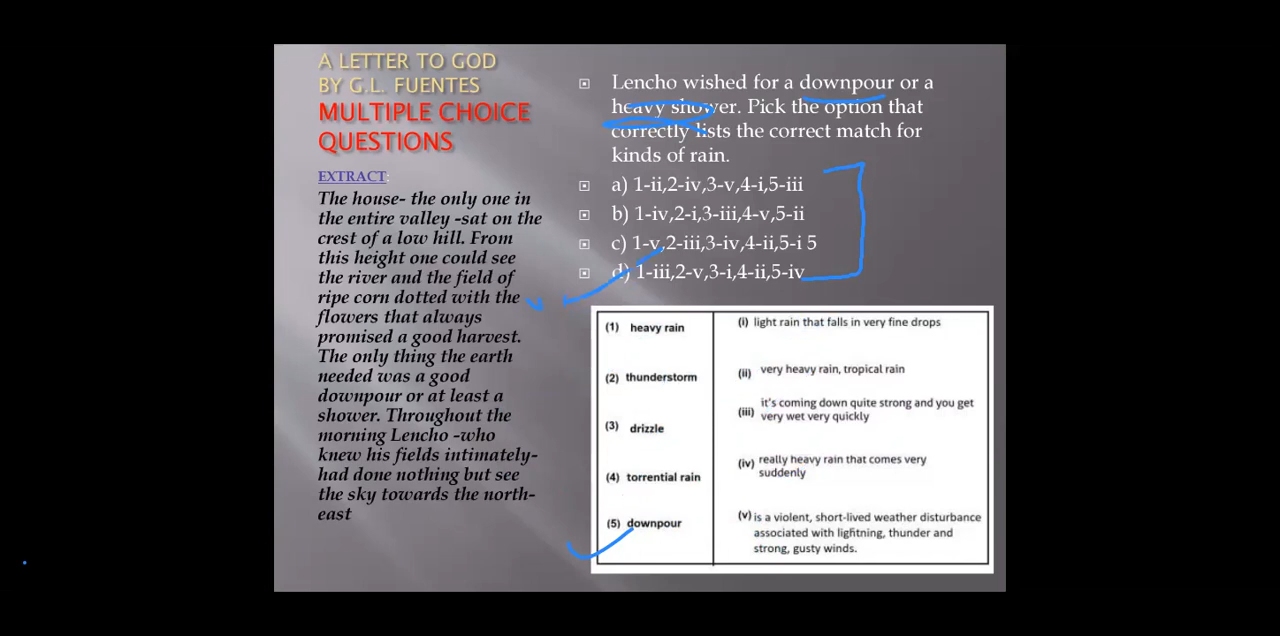 A LETTER TO GOD
BY G.L. FUENTES
MULTIPLE CHOICE
QUESTIONS
EXTRACT:
The house- the only one in
the entire valley -sat on the
crest of a low hill. From
this height one could see
the river and the field of
ripe corn dotted with the
flowers that always
promised a good harvest.
The only thing the earth
needed was a good
downpour or at least a
shower. Throughout the
morning Lencho -who
knew his fields intimately-
had done nothing but see
the sky towards the north-
east
Lencho wished for a downpour or a
heavy shower. Pick the option that
correctly lists the correct match for
kinds of rain.
a) 1-ii,2-iv,3-v,4-i,5-iii
b) 1-iv,2-i,3-iii,4-v,5-ii
c) 1-v,2-iii,3-iv,4-ii,5-i 5
d) 1-iii,2-v,3-i,4-ii,5-iv
(1) heavy rain
(i) light rain that falls in very fine drops
(2) thunderstorm
(ii) very heavy rain, tropical rain
(3) drizzle
(iii) it's coming down quite strong and you get
very wet very quickly
(4) torrential rain
(iv) really heavy rain that comes very
suddenly
(5) downpour
(v) is a violent, short-lived weather disturbance
associated with lightning, thunder and
strong, gusty winds.